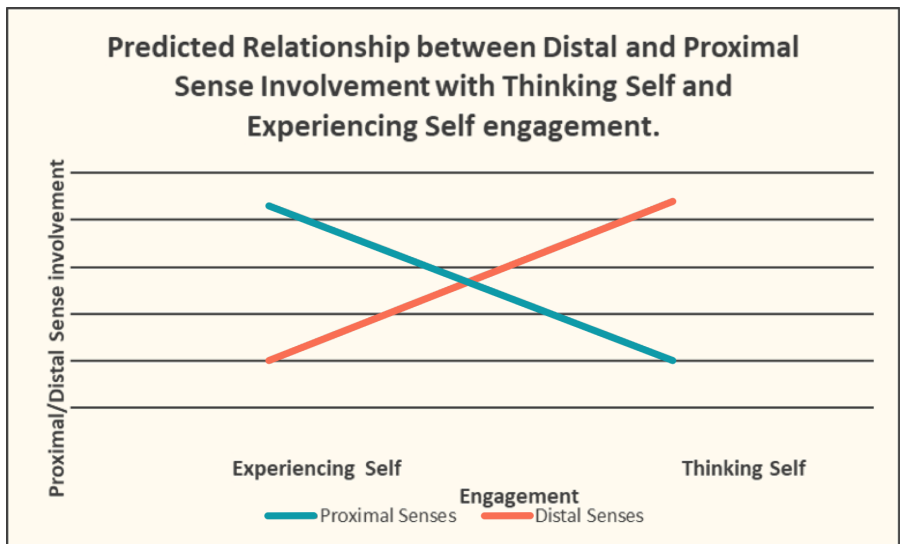 Predicted Relationship between Distal and Proximal
Sense Involvement with Thinking Self and
Experiencing Self engagement.
Proximal/Distal Sense involvement
Experiencing Self
Thinking Self
Engagement
Proximal Senses
Distal Senses